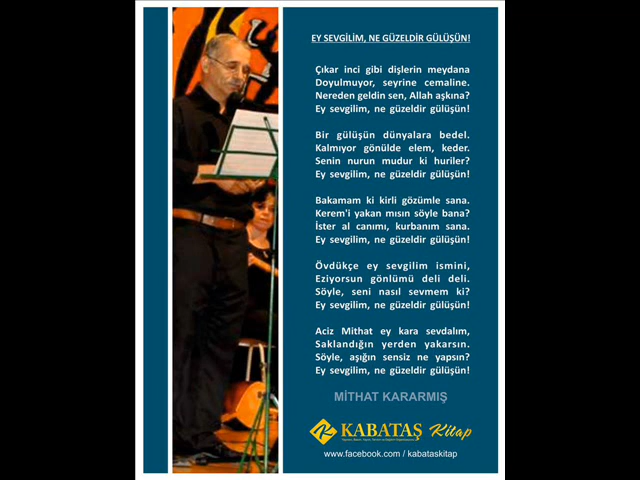 EY SEVGİLİM, NE GÜZELDİR GÜLÜŞÜN!
Çıkar inci gibi dişlerin meydana
Doyulmuyor, seyrine cemaline.
Nereden geldin sen, Allah aşkına?
Ey sevgilim, ne güzeldir gülüşün!
Bir gülüşün dünyalara bedel.
Kalmıyor gönülde elem, keder.
Senin nurun mudur ki huriler?
Ey sevgilim, ne güzeldir gülüşün!
Bakamam ki kirli gözümle sana.
Kerem'i yakan mısın söyle bana?
İster al canımı, kurbanım sana.
Ey sevgilim, ne güzeldir gülüşün!
Övdükçe ey sevgilim ismini,
Eziyorsun gönlümü deli deli.
Söyle, seni nasıl sevmem ki?
Ey sevgilim, ne güzeldir gülüşün!
Aciz Mithat ey kara sevdalım,
Saklandığın yerden yakarsın.
Söyle, aşığın sensiz ne yapsın?
Ey sevgilim, ne güzeldir gülüşün!
MİTHAT KARARMIŞ
KABATAŞ Kitap
www.facebook.com / kabataskitap